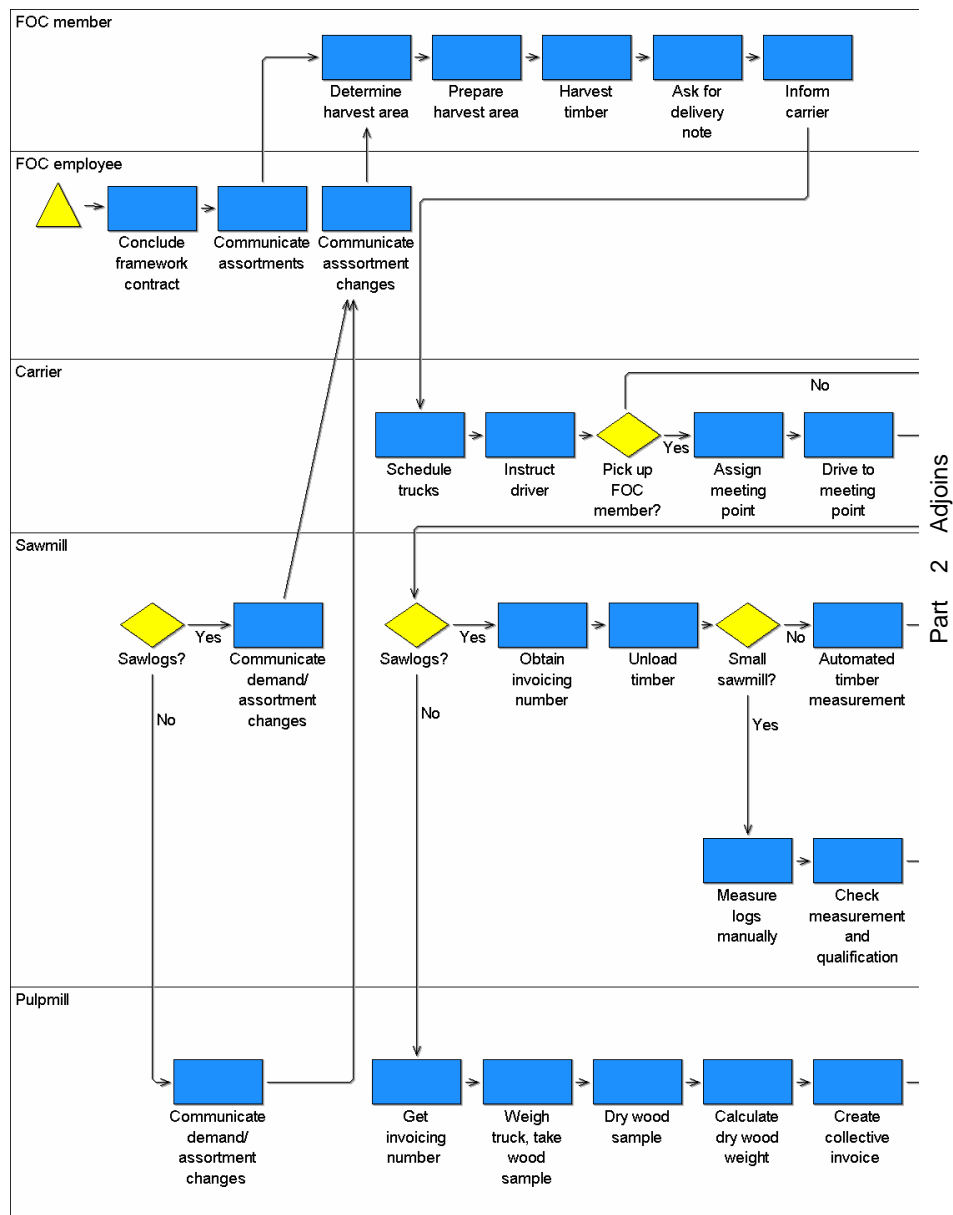 FOC member
Determine
harvest area
Prepare
harvest area
Harvest
timber
Ask for
delivery
note
Inform
carrier
FOC employee
Conclude
framework
contract
Communicate
assortments
Communicate
asssortment
changes
Carrier
No
Schedule
trucks
Instruct
driver
Pick up
FOC
member?
Yes
Assign
meeting
point
Drive to
meeting
point
Part 2 Adjoins
Sawmill
Sawlogs?
Yes
No
Communicate
demand/
assortment
changes
Sawlogs?
Yes
No
Obtain
invoicing
number
Unload
timber
Small
sawmill?
No
Yes
Automated
timber
measurement
Measure
logs
manually
Check
measurement
and
qualification
Pulpmill
Communicate
demand/
assortment
changes
Get
invoicing
number
Weigh
truck, take
wood
sample
Dry wood
sample
Calculate
dry wood
weight
Create
collective
invoice